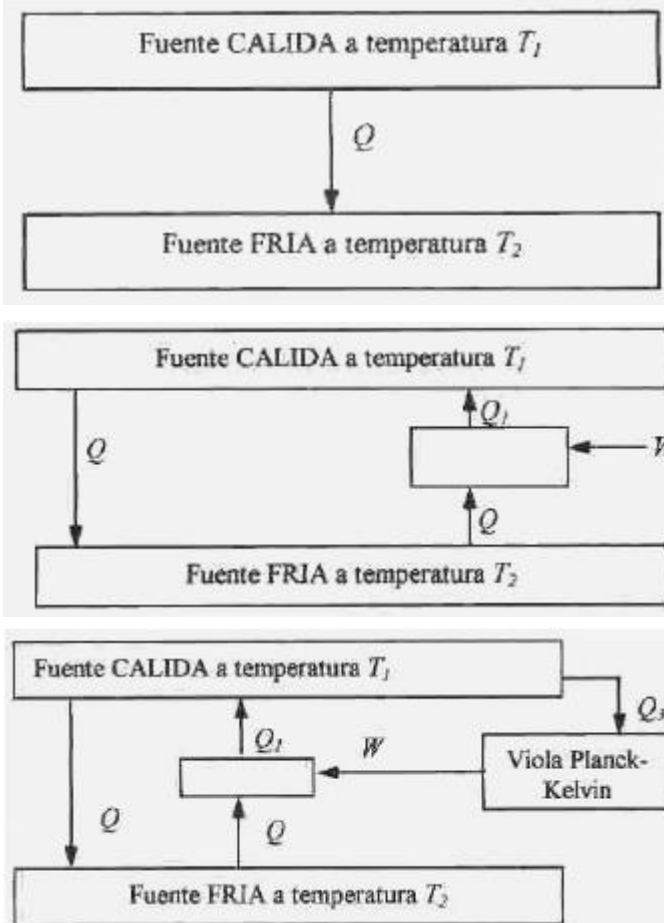 Fuente CALIDA a temperatura T₁
Q
Fuente FRIA a temperatura T₂
Fuente CALIDA a temperatura T₁
Q₁
Q
Q
Fuente FRIA a temperatura T₂
Fuente CALIDA a temperatura T₁
Q₁
W
Viola Planck-
Kelvin
Q
Q
Fuente FRIA a temperatura T₂